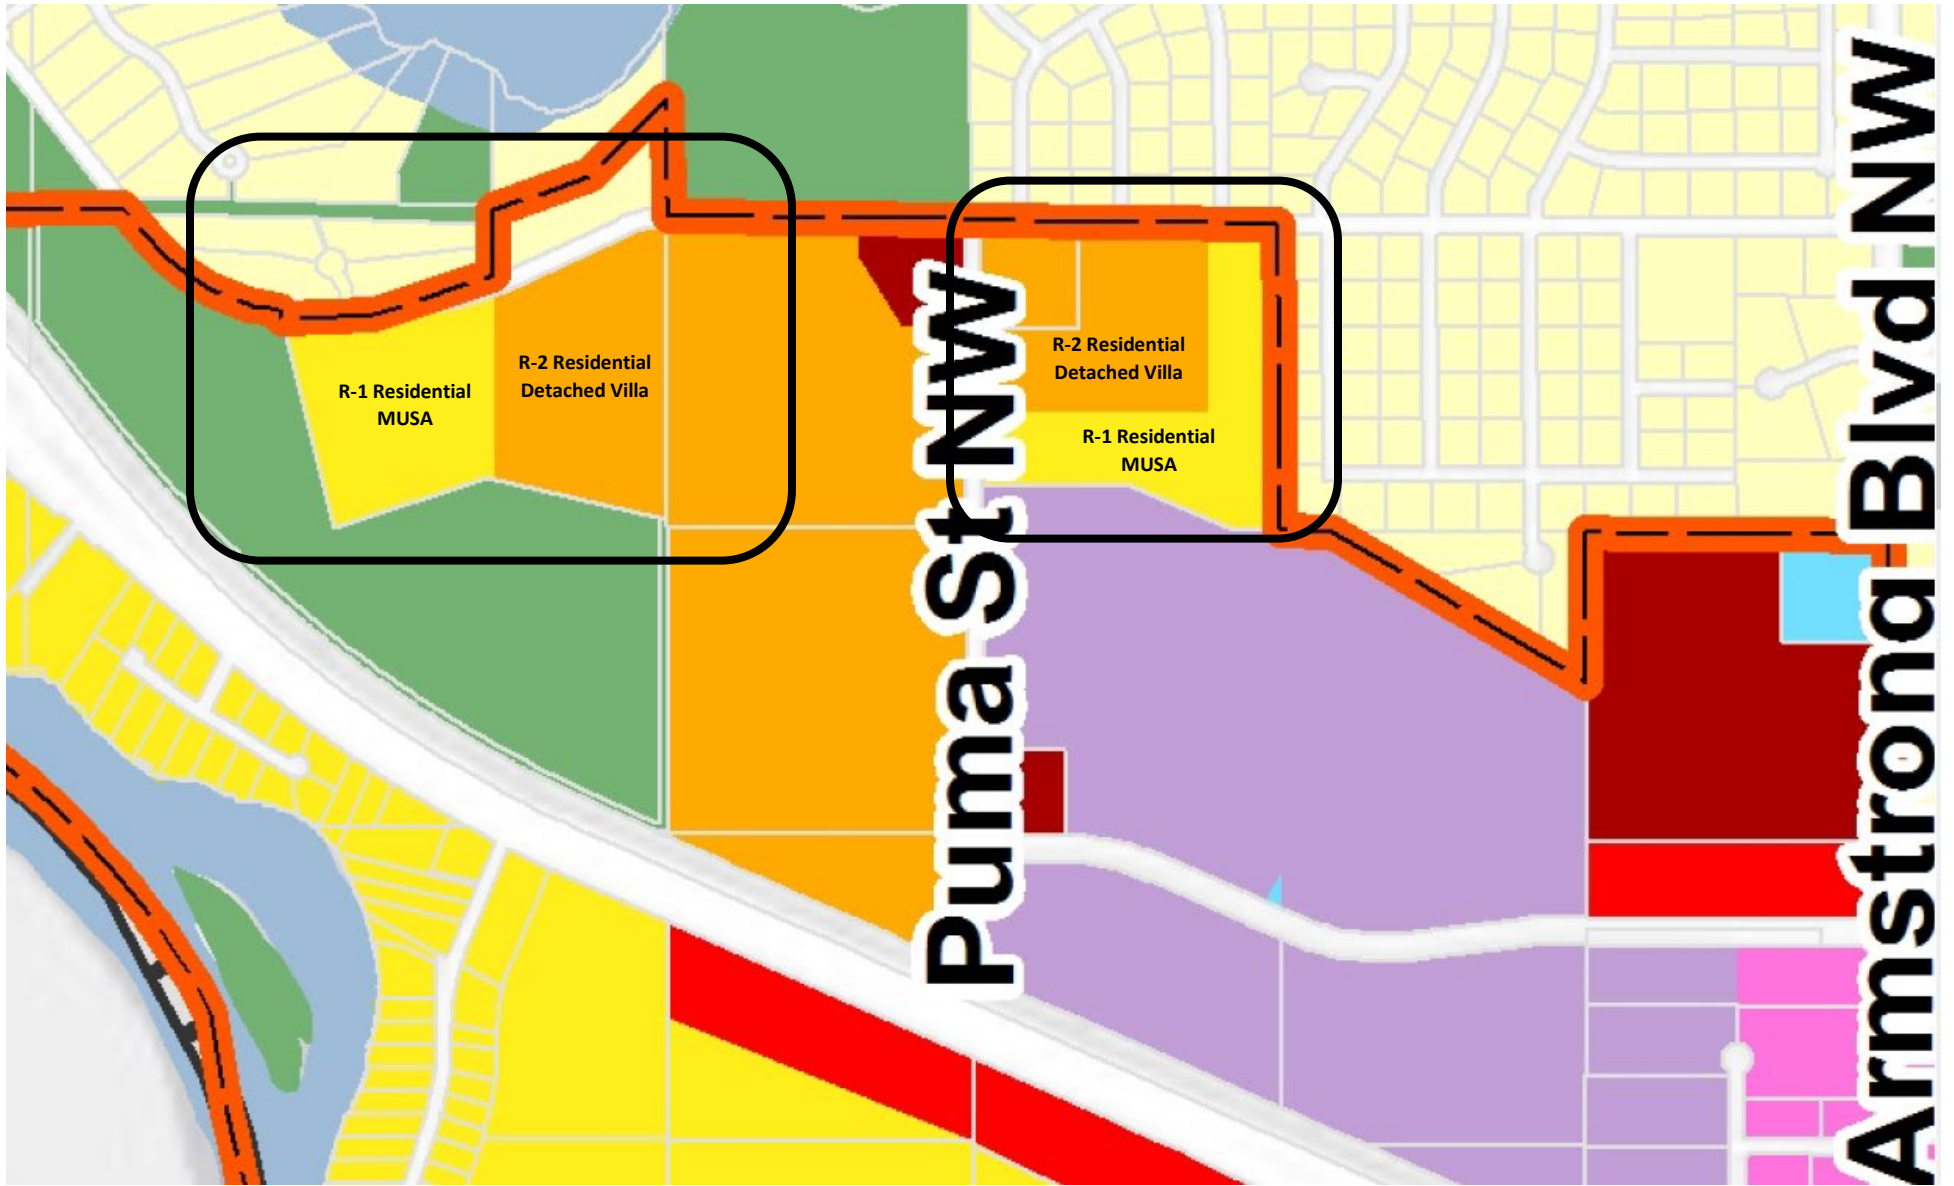 R-1 Residential
MUSA
R-2 Residential
Detached Villa
Puma St NW
R-2 Residential
Detached Villa
R-1 Residential
MUSA
Armstrong Blvd NW